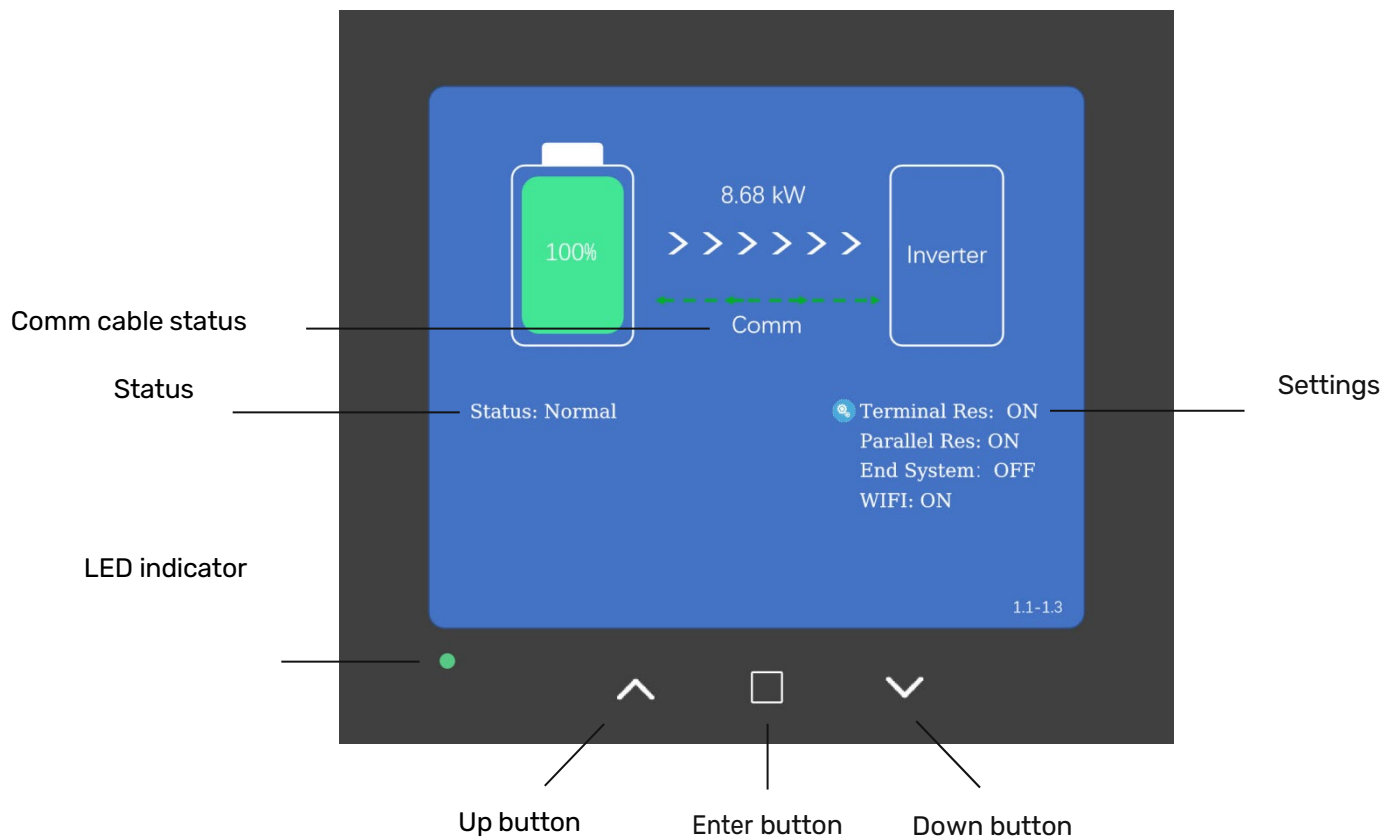 8.68 kW
100%
Inverter
Comm cable status
Comm
Status
Settings
Status: Normal
Terminal Res: ON
Parallel Res: ON
End System: OFF
WIFI: ON
LED indicator
1.1-1.3
Up button
Enter button
Down button